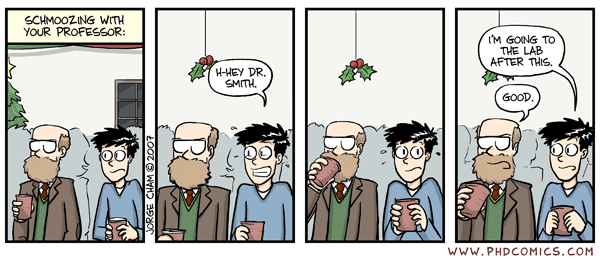 SCHMOOZING WITH
YOUR PROFESSOR:
JORGE CHAM © 2007
H-HEY DR.
SMITH.
I'M GOING TO
THE LAB
AFTER THIS.
GOOD.
WWW.PHDCOMICS.COM